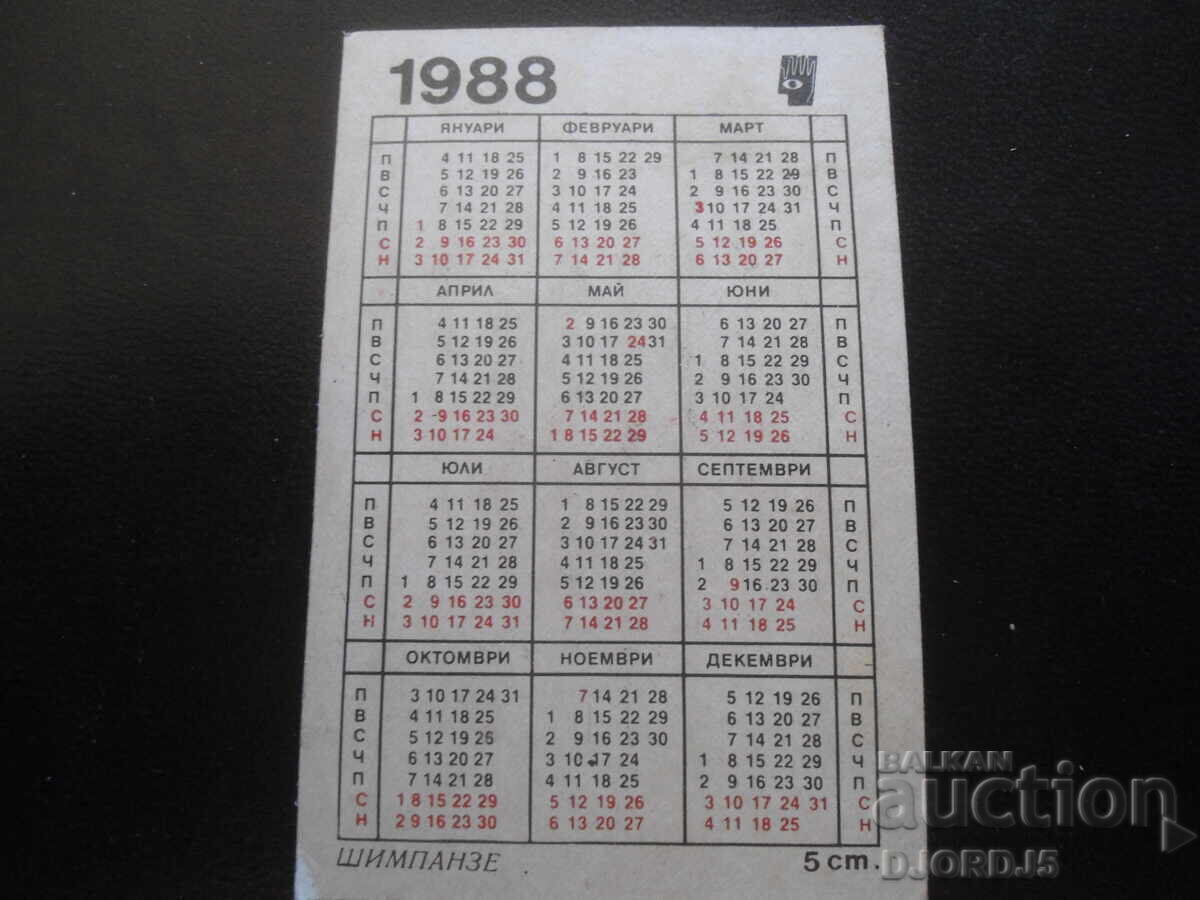 1988
ЯНУАРИ ФЕВРУАРИ МАРТ
П 4 11 18 25 1 8 15 22 29 7 14 21 28 П
В 5 12 19 26 2 9 16 23 1 8 15 22 29 В
С 6 13 20 27 3 10 17 24 2 9 16 23 30 С
Ч 7 14 21 28 4 11 18 25 3 10 17 24 31 Ч
П 1 8 15 22 29 5 12 19 26 4 11 18 25 П
С 2 9 16 23 30 6 13 20 27 5 12 19 26 С
Н 3 10 17 24 31 7 14 21 28 6 13 20 27 Н
АПРИЛ МАЙ ЮНИ
П 4 11 18 25 2 9 16 23 30 6 13 20 27 П
В 5 12 19 26 3 10 17 24 31 7 14 21 28 В
С 6 13 20 27 4 11 18 25 1 8 15 22 29 С
Ч 7 14 21 28 5 12 19 26 2 9 16 23 30 Ч
П 1 8 15 22 29 6 13 20 27 3 10 17 24 П
С 2 9 16 23 30 7 14 21 28 4 11 18 25 С
Н 3 10 17 24 1 8 15 22 29 5 12 19 26 Н
ЮЛИ АВГУСТ СЕПТЕМВРИ
П 4 11 18 25 1 8 15 22 29 5 12 19 26 П
В 5 12 19 26 2 9 16 23 30 6 13 20 27 В
С 6 13 20 27 3 10 17 24 31 7 14 21 28 С
Ч 7 14 21 28 4 11 18 25 1 8 15 22 29 Ч
П 1 8 15 22 29 5 12 19 26 2 9 16 23 30 П
С 2 9 16 23 30 6 13 20 27 3 10 17 24 С
Н 3 10 17 24 31 7 14 21 28 4 11 18 25 Н
ОКТОМВРИ НОЕМВРИ ДЕКЕМВРИ
П 3 10 17 24 31 7 14 21 28 5 12 19 26 П
В 4 11 18 25 1 8 15 22 29 6 13 20 27 В
С 5 12 19 26 2 9 16 23 30 7 14 21 28 С
Ч 6 13 20 27 3 10 17 24 1 8 15 22 29 Ч
П 7 14 21 28 4 11 18 25 2 9 16 23 30 П
С 1 8 15 22 29 5 12 19 26 3 10 17 24 31 С
Н 2 9 16 23 30 6 13 20 27 4 11 18 25 Н
ШИМПАНЗЕ 5 ст.
BALKAN
auction
DJORDJ5